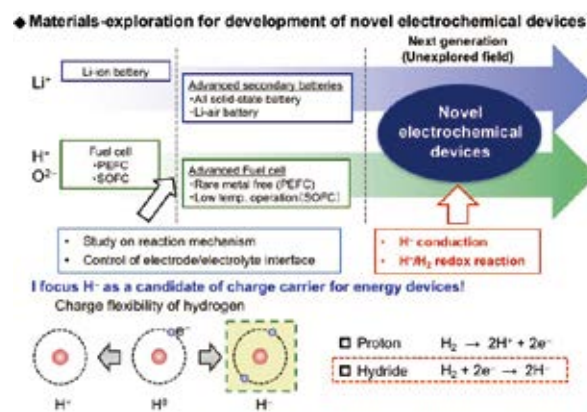 ◆ Materials-exploration for development of novel electrochemical devices
Next generation
(Unexplored field)
Li⁺
Li-ion battery
Advanced secondary batteries
•All solid-state battery
•Li-air battery
Novel
electrochemical
devices
H⁺
O²⁻
Fuel cell
•PEFC
•SOFC
Advanced Fuel cell
•Rare metal free (PEFC)
•Low temp. operation(SOFC)
• Study on reaction mechanism
• Control of electrode/electrolyte interface
• H⁻ conduction
• H⁻/H₂ redox reaction
I focus H⁻ as a candidate of charge carrier for energy devices!
Charge flexibility of hydrogen
e⁻
H⁺
H⁰
H⁻
Proton H₂ → 2H⁺ + 2e⁻
Hydride H₂ + 2e⁻ → 2H⁻